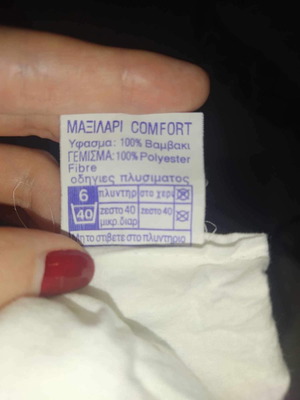 ΜΑΞΙΛΑΡΙ COMFORT
Υφασμα: 100% Βαμβακι
ΓΕΜΙΣΜΑ: 100% Polyester
Fibre
οδηγιες πλυσιματος
6 πλυντηρ στο χερι
40 ζεστο 40 ζεστο 40
μικρ.διαρ
Μη το στιβετε στο πλυντηριο